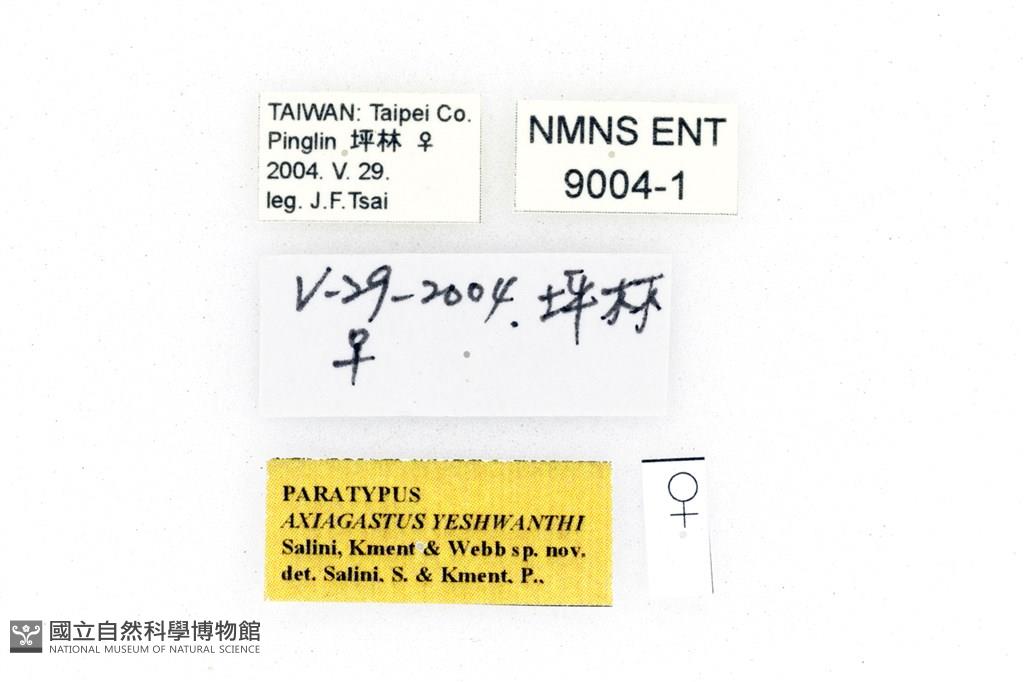 TAIWAN: Taipei Co.
Pinglin 坪林 ♀
2004. V. 29.
leg. J.F.Tsai
NMNS ENT
9004-1
V-29-2004. 坪林
♀
PARATYPUS
AXIAGASTUS YESHWANTHI
Salini, Kment & Webb sp. nov.
det. Salini, S. & Kment, P.,
♀
國立自然科學博物館
NATIONAL MUSEUM OF NATURAL SCIENCE